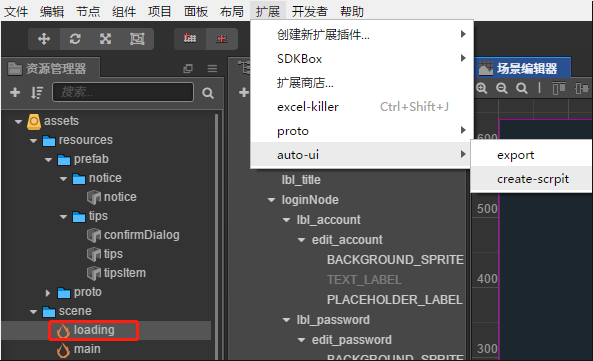 文件 编辑 节点 组件 项目 面板 布局 扩展 开发者 帮助
创建新扩展插件...
SDKBox
扩展商店...
excel-killer Ctrl+Shift+J
proto
auto-ui
export
create-scrpit
资源管理器
搜索...
assets
resources
prefab
notice
notice
tips
confirmDialog
tips
tipsItem
proto
scene
loading
main
lbl_title
loginNode
lbl_account
edit_account
BACKGROUND_SPRITE
TEXT_LABEL
PLACEHOLDER_LABEL
lbl_password
edit_password
BACKGROUND_SPRITE
场景编辑器
500
400
300